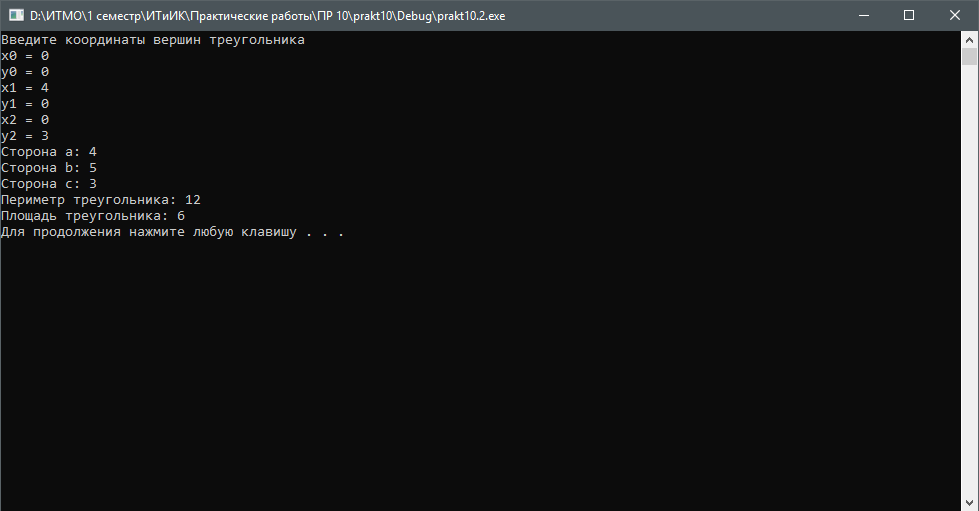 D:\ИТМО\1 семестр\ИТиИК\Практические работы\ПР 10\prakt10\Debug\prakt10.2.exe
Введите координаты вершин треугольника
x0 = 0
y0 = 0
x1 = 4
y1 = 0
x2 = 0
y2 = 3
Сторона a: 4
Сторона b: 5
Сторона c: 3
Периметр треугольника: 12
Площадь треугольника: 6
Для продолжения нажмите любую клавишу . . .